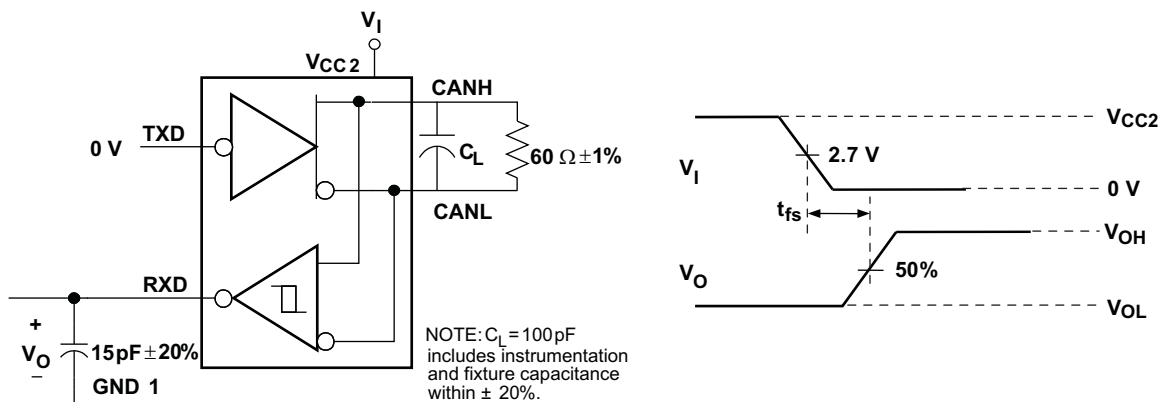 V_I
V_CC2
CANH
TXD
0 V
C_L
60 Ω ±1%
CANL
RXD
+
V_O
−
15 pF ± 20%
GND 1
NOTE: C_L = 100 pF
includes instrumentation
and fixture capacitance
within ± 20%.
V_CC2
2.7 V
V_I
0 V
t_fs
V_OH
50%
V_O
V_OL